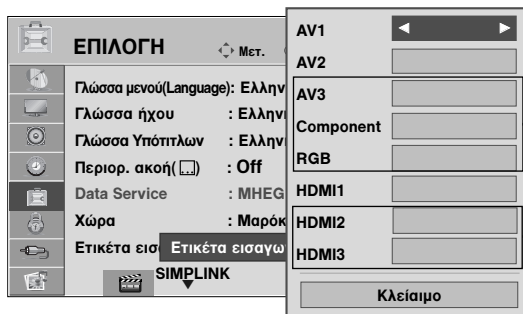 ΕΠΙΛΟΓΗ
Μετ.
Γλώσσα μενού(Language): Ελλην
Γλώσσα ήχου : Ελλην
Γλώσσα Υπότιτλων : Ελλην
Περιορ. ακοή( ) : Off
Data Service : MHEG
Χώρα : Μαρόκ
Ετικέτα εισ
Ετικέτα εισαγω
SIMPLINK
AV1
AV2
AV3
Component
RGB
HDMI1
HDMI2
HDMI3
Κλείαιμο